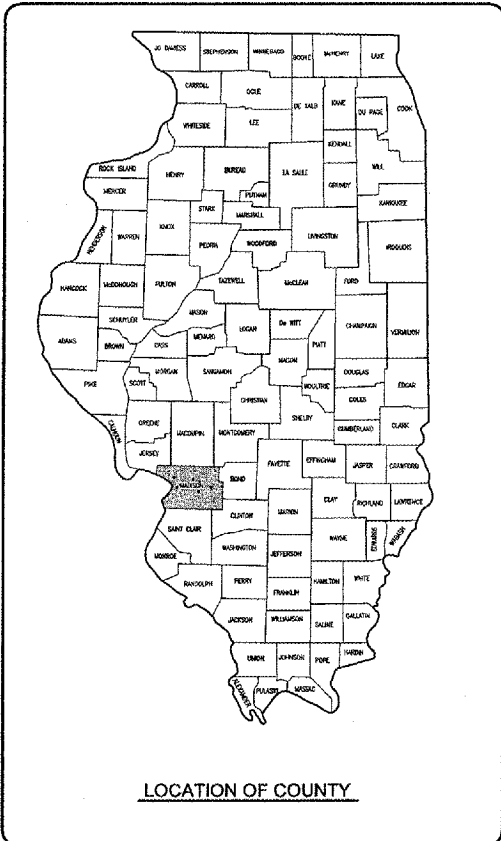 JO DAVIESS STEPHENSON WINNEBAGO BOONE McHENRY LAKE
CARROLL OGLE DE KALB KANE COOK
DU PAGE
WHITESIDE LEE
KENDALL WILL
ROCK ISLAND HENRY BUREAU LA SALLE GRUNDY
MERCER PUTNAM KANKAKEE
STARK MARSHALL
HENDERSON WARREN KNOX PEORIA WOODFORD LIVINGSTON IROQUOIS
HANCOCK McDONOUGH FULTON TAZEWELL McCLEAN FORD
SCHUYLER MASON LOGAN De WITT CHAMPAIGN VERMILION
ADAMS BROWN CASS MENARD MACON PIATT
MORGAN SANGAMON DOUGLAS EDGAR
PIKE SCOTT CHRISTIAN MOULTRIE COLES
GREENE SHELBY CUMBERLAND CLARK
CALHOUN JERSEY MACOUPIN MONTGOMERY
FAYETTE EFFINGHAM JASPER CRAWFORD
MADISON BOND
CLAY RICHLAND LAWRENCE
SAINT CLAIR CLINTON MARION
WAYNE EDWARDS WABASH
MONROE WASHINGTON JEFFERSON
RANDOLPH PERRY HAMILTON WHITE
FRANKLIN
JACKSON WILLIAMSON SALINE GALLATIN
UNION JOHNSON POPE HARDIN
ALEXANDER PULASKI MASSAC
LOCATION OF COUNTY